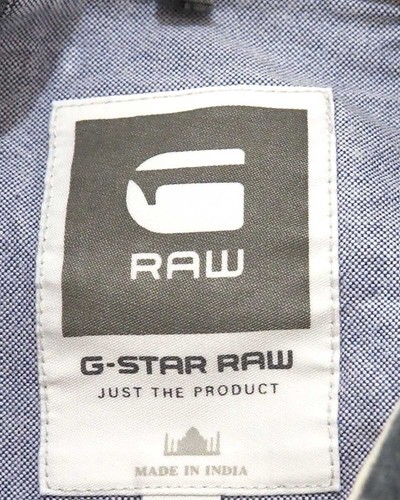 RAW
G-STAR RAW
JUST THE PRODUCT
MADE IN INDIA